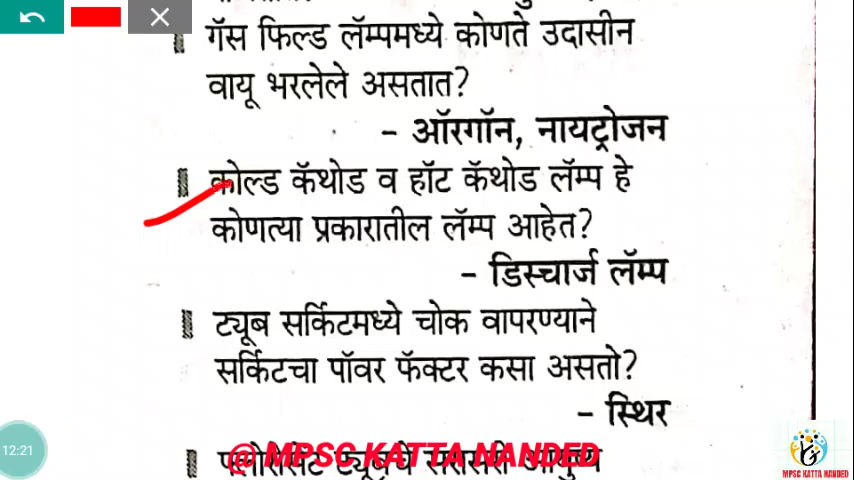 गॅस फिल्ड लॅम्पमध्ये कोणते उदासीन
वायू भरलेले असतात?
- ऑरगॉन, नायट्रोजन
कोल्ड कॅथोड व हॉट कॅथोड लॅम्प हे
कोणत्या प्रकारातील लॅम्प आहेत?
- डिस्चार्ज लॅम्प
ट्यूब सर्किटमध्ये चोक वापरण्याने
सर्किटचा पॉवर फॅक्टर कसा असतो?
- स्थिर
12:21
@ MPSC KATTA NANDED
MPSC KATTA NANDED